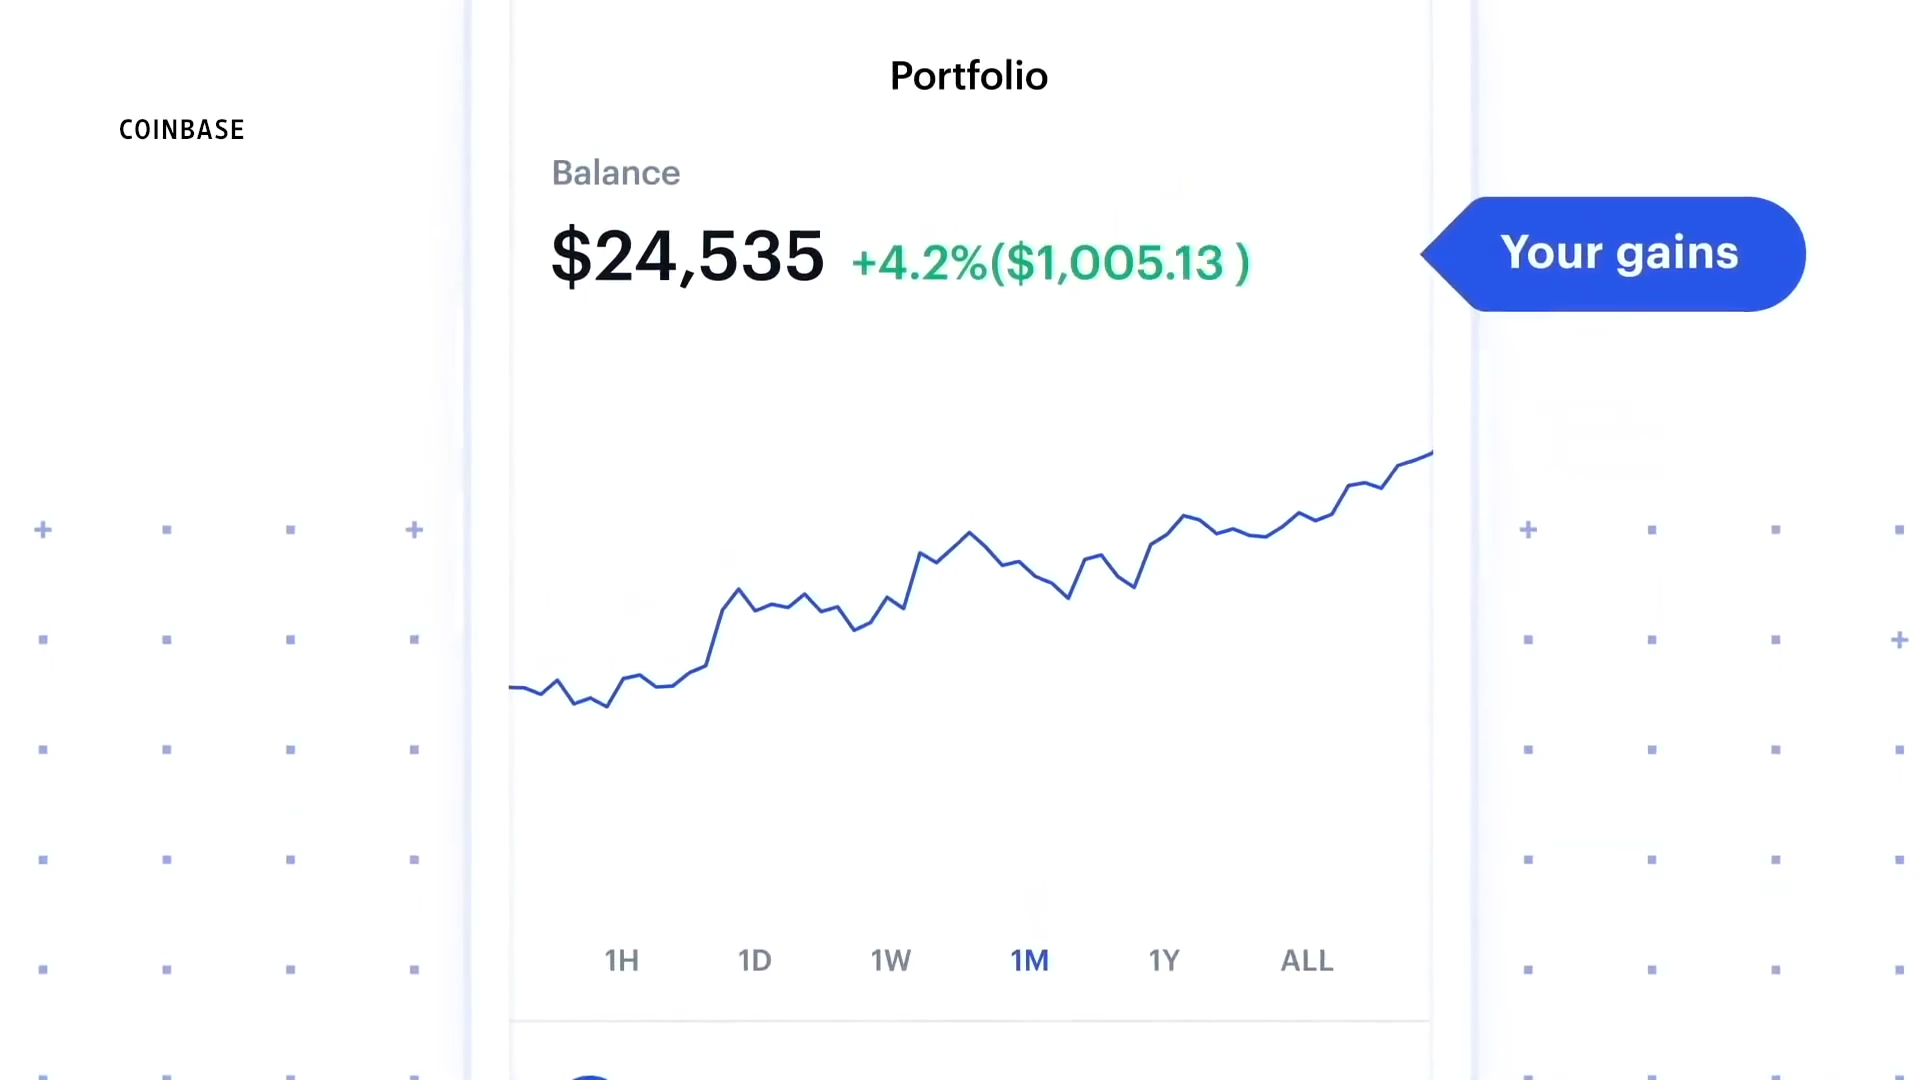 Portfolio
COINBASE
Balance
$24,535 +4.2%($1,005.13 )
Your gains
1H 1D 1W 1M 1Y ALL